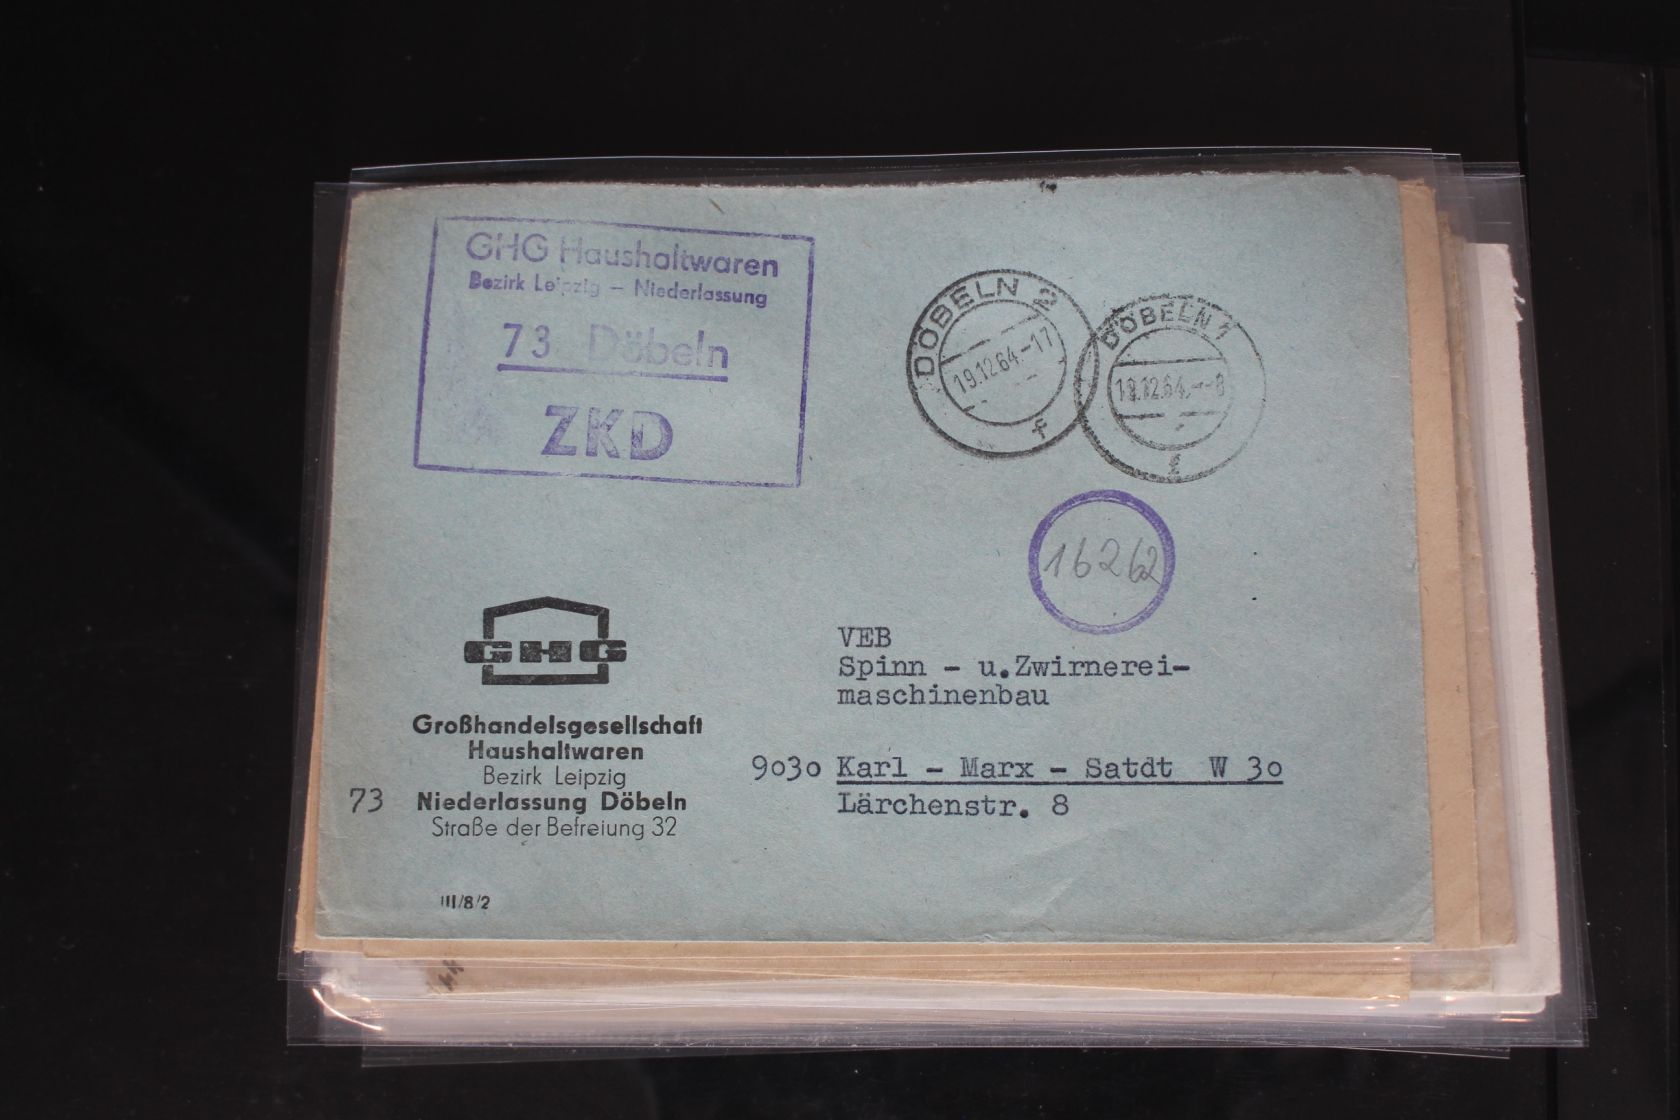 GHG Haushaltwaren
Bezirk Leipzig – Niederlassung
73 Döbeln
ZKD
DÖBELN 2
19.12.64.-17
f
DÖBELN 1
19.12.64.--8
f
16262
GHG
Großhandelsgesellschaft
Haushaltwaren
Bezirk Leipzig
73 Niederlassung Döbeln
Straße der Befreiung 32
III/8/2
VEB
Spinn - u.Zwirnerei-
maschinenbau
9030 Karl - Marx - Satdt W 30
Lärchenstr. 8